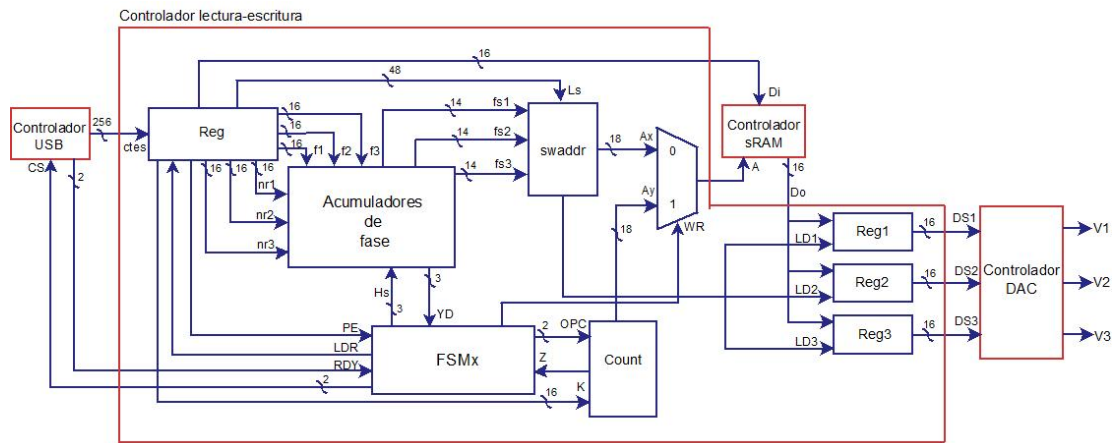 Controlador lectura-escritura
16
48
Ls
Di
Controlador
USB
256
ctes
CS
2
Reg
16
16
16
f1
f2
f3
16
16
16
nr1
nr2
nr3
Acumuladores
de
fase
14
fs1
14
fs2
14
fs3
swaddr
18
Ax
0
Ay
1
18
WR
Controlador
sRAM
A
16
Do
Reg1
LD1
16
DS1
Reg2
LD2
16
DS2
Reg3
LD3
16
DS3
Controlador
DAC
V1
V2
V3
Hs
3
3
YD
PE
LDR
RDY
2
FSMx
2
OPC
Z
K
16
Count